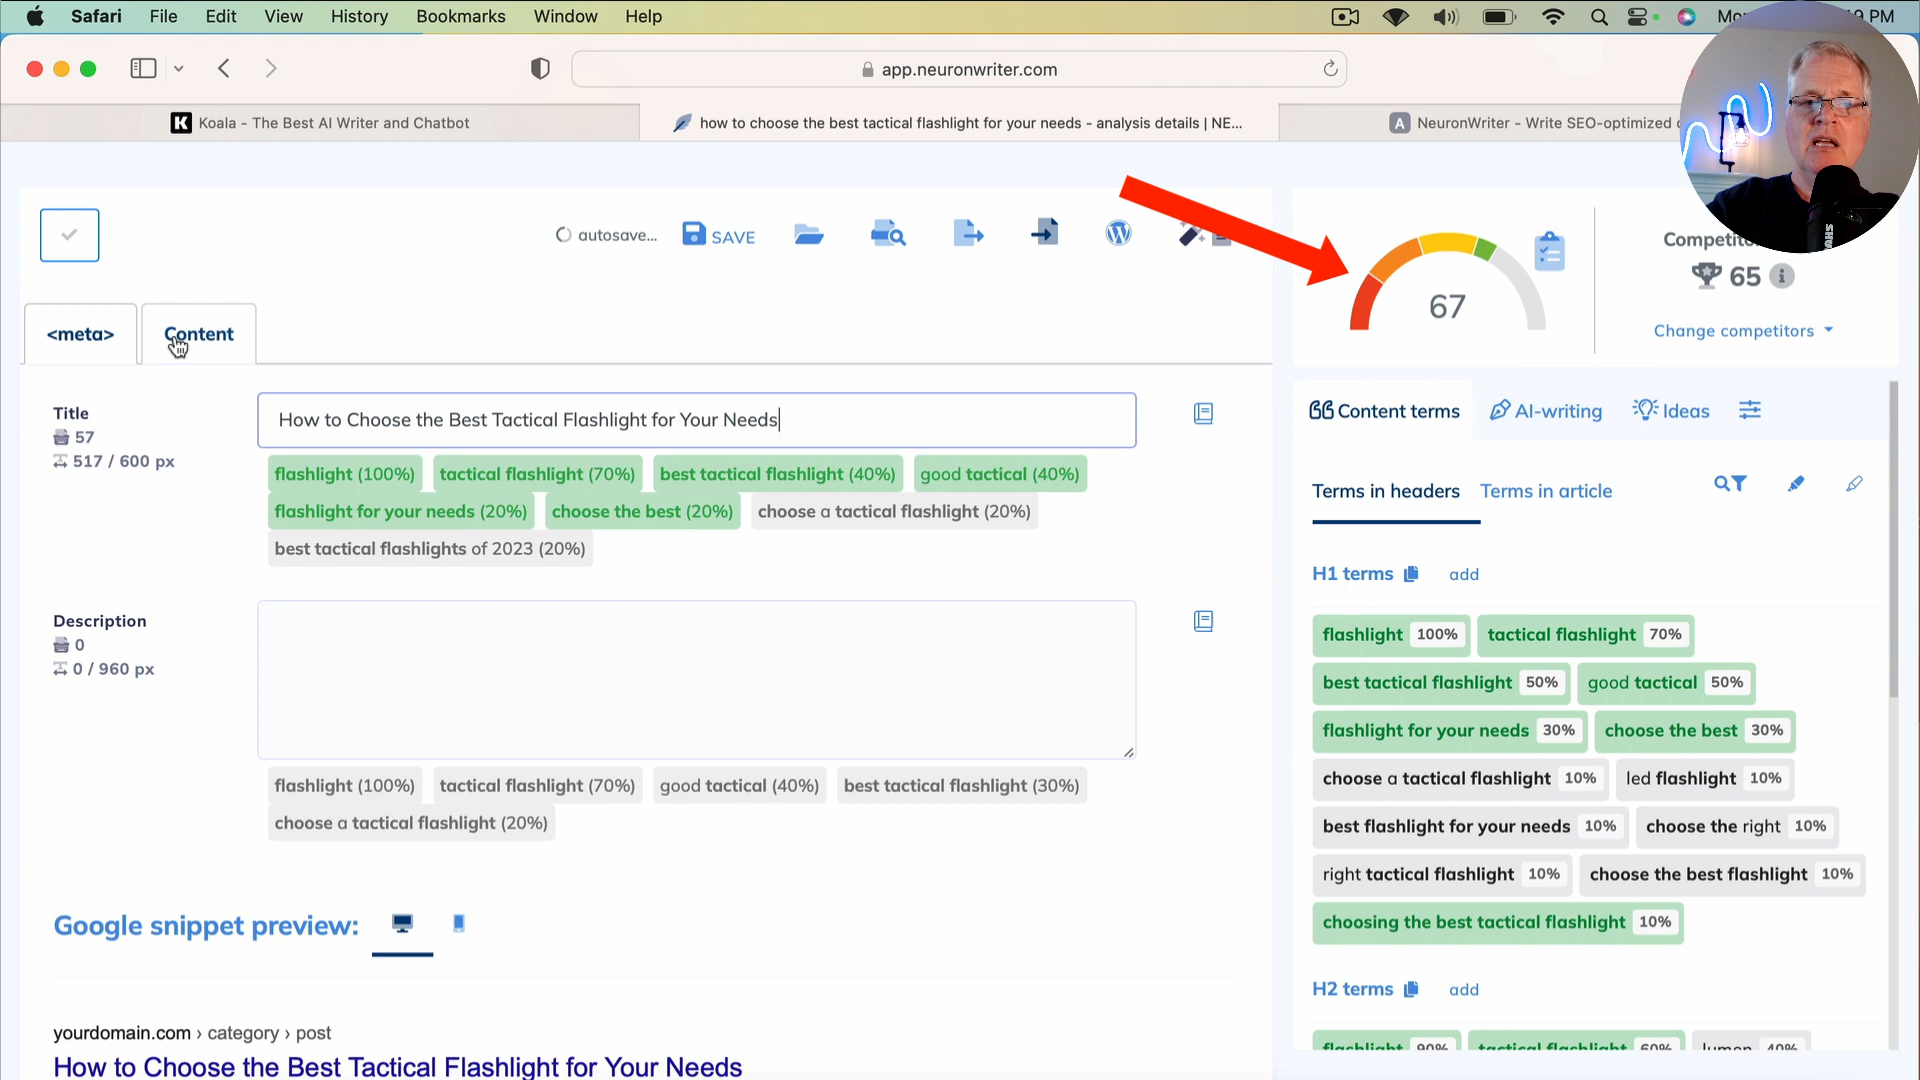 Safari File Edit View History Bookmarks Window Help PM
app.neuronwriter.com
K Koala - The Best AI Writer and Chatbot
how to choose the best tactical flashlight for your needs - analysis details | NE...
A NeuronWriter - Write SEO-optimized
autosave... SAVE
<meta> Content
Title
57
517 / 600 px
How to Choose the Best Tactical Flashlight for Your Needs
flashlight (100%) tactical flashlight (70%) best tactical flashlight (40%) good tactical (40%)
flashlight for your needs (20%) choose the best (20%) choose a tactical flashlight (20%)
best tactical flashlights of 2023 (20%)
Description
0
0 / 960 px
flashlight (100%) tactical flashlight (70%) good tactical (40%) best tactical flashlight (30%)
choose a tactical flashlight (20%)
Google snippet preview:
yourdomain.com › category › post
How to Choose the Best Tactical Flashlight for Your Needs
67
65
Change competitors
Content terms AI-writing Ideas
Terms in headers Terms in article
H1 terms add
flashlight 100% tactical flashlight 70%
best tactical flashlight 50% good tactical 50%
flashlight for your needs 30% choose the best 30%
choose a tactical flashlight 10% led flashlight 10%
best flashlight for your needs 10% choose the right 10%
right tactical flashlight 10% choose the best flashlight 10%
choosing the best tactical flashlight 10%
H2 terms add
flashlight 90% tactical flashlight 60% lumen 40%